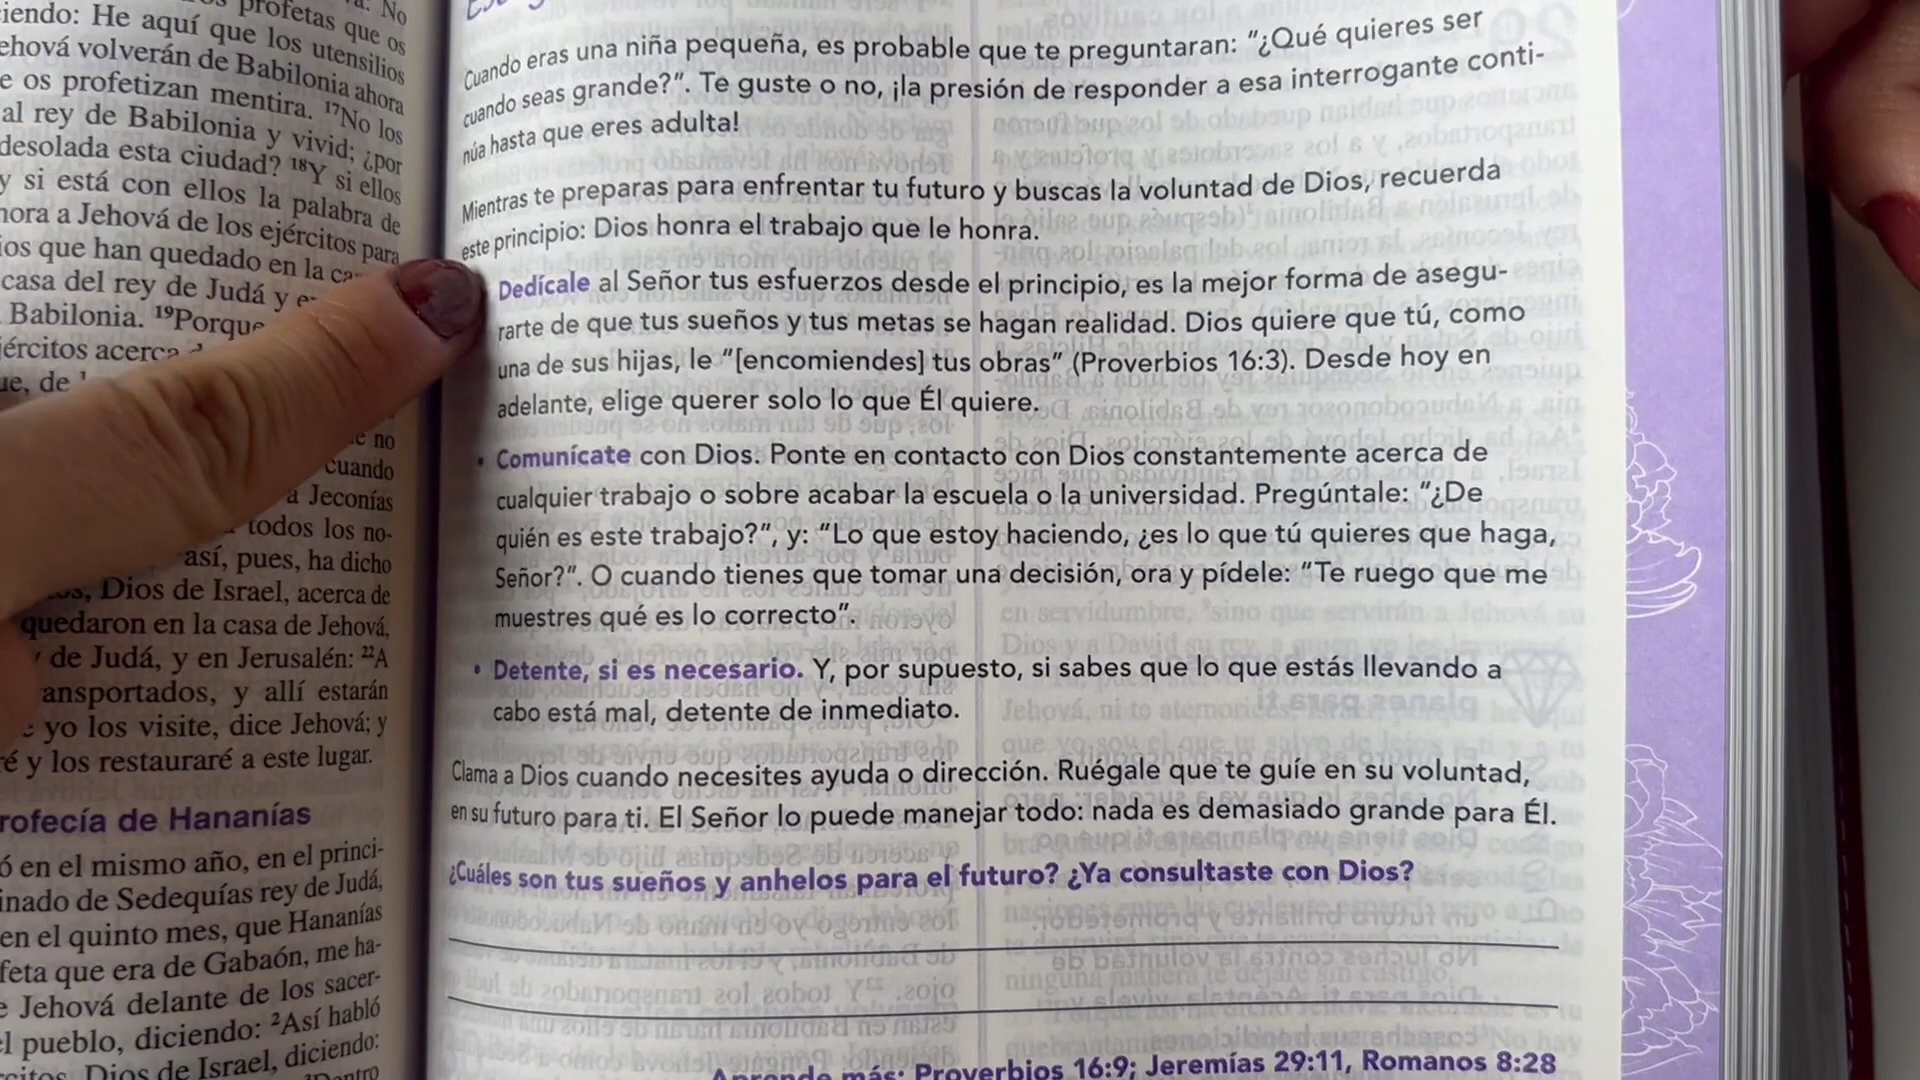 profetas que os
iendo: He aquí que los utensilios
ehová volverán de Babilonia ahora
e os profetizan mentira. 17No los
al rey de Babilonia y vivid; ¿por
desolada esta ciudad? 18Y si ellos
y si está con ellos la palabra de
hora a Jehová de los ejércitos para
ios que han quedado en la
casa del rey de Judá y
Babilonia. 19Porque
jércitos acerca
ue, de
no
cuando
a Jeconías
todos los no-
así, pues, ha dicho
Dios de Israel, acerca de
quedaron en la casa de Jehová,
de Judá, y en Jerusalén: 22A
ansportados, y allí estarán
yo los visite, dice Jehová; y
é y los restauraré a este lugar.
rofecía de Hananías
ó en el mismo año, en el princi-
inado de Sedequías rey de Judá,
en el quinto mes, que Hananías
feta que era de Gabaón, me ha-
e Jehová delante de los sacer-
el pueblo, diciendo: 2Así habló
rcitos, Dios de Israel, diciendo:
Cuando eras una niña pequeña, es probable que te preguntaran: "¿Qué quieres ser
cuando seas grande?". Te guste o no, ¡la presión de responder a esa interrogante conti-
núa hasta que eres adulta!
Mientras te preparas para enfrentar tu futuro y buscas la voluntad de Dios, recuerda
este principio: Dios honra el trabajo que le honra.
Dedícale al Señor tus esfuerzos desde el principio, es la mejor forma de asegu-
rarte de que tus sueños y tus metas se hagan realidad. Dios quiere que tú, como
una de sus hijas, le "[encomiendes] tus obras" (Proverbios 16:3). Desde hoy en
adelante, elige querer solo lo que Él quiere.
• Comunícate con Dios. Ponte en contacto con Dios constantemente acerca de
cualquier trabajo o sobre acabar la escuela o la universidad. Pregúntale: "¿De
quién es este trabajo?", y: "Lo que estoy haciendo, ¿es lo que tú quieres que haga,
Señor?". O cuando tienes que tomar una decisión, ora y pídele: "Te ruego que me
muestres qué es lo correcto".
• Detente, si es necesario. Y, por supuesto, si sabes que lo que estás llevando a
cabo está mal, detente de inmediato.
Clama a Dios cuando necesites ayuda o dirección. Ruégale que te guíe en su voluntad,
en su futuro para ti. El Señor lo puede manejar todo: nada es demasiado grande para Él.
¿Cuáles son tus sueños y anhelos para el futuro? ¿Ya consultaste con Dios?
Aprende más: Proverbios 16:9; Jeremías 29:11, Romanos 8:28